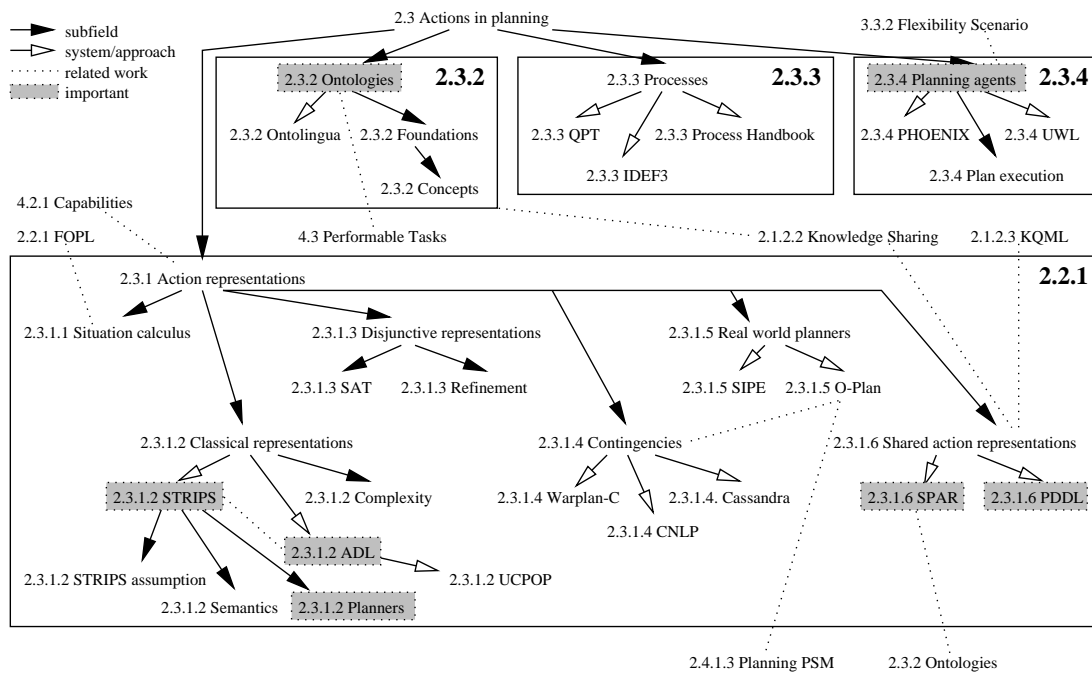 2.3 Actions in planning
3.3.2 Flexibility Scenario
subfield
system/approach
related work
important
2.3.2 Ontologies
2.3.2
2.3.2 Ontolingua
2.3.2 Foundations
2.3.2 Concepts
2.3.3 Processes
2.3.3
2.3.3 QPT
2.3.3 Process Handbook
2.3.3 IDEF3
2.3.4 Planning agents
2.3.4
2.3.4 PHOENIX
2.3.4 UWL
2.3.4 Plan execution
4.2.1 Capabilities
2.2.1 FOPL
4.3 Performable Tasks
2.1.2.2 Knowledge Sharing
2.1.2.3 KQML
2.3.1 Action representations
2.2.1
2.3.1.1 Situation calculus
2.3.1.3 Disjunctive representations
2.3.1.5 Real world planners
2.3.1.3 SAT
2.3.1.3 Refinement
2.3.1.5 SIPE
2.3.1.5 O-Plan
2.3.1.2 Classical representations
2.3.1.4 Contingencies
2.3.1.6 Shared action representations
2.3.1.2 STRIPS
2.3.1.2 Complexity
2.3.1.4 Warplan-C
2.3.1.4. Cassandra
2.3.1.6 SPAR
2.3.1.6 PDDL
2.3.1.4 CNLP
2.3.1.2 ADL
2.3.1.2 STRIPS assumption
2.3.1.2 UCPOP
2.3.1.2 Semantics
2.3.1.2 Planners
2.4.1.3 Planning PSM
2.3.2 Ontologies